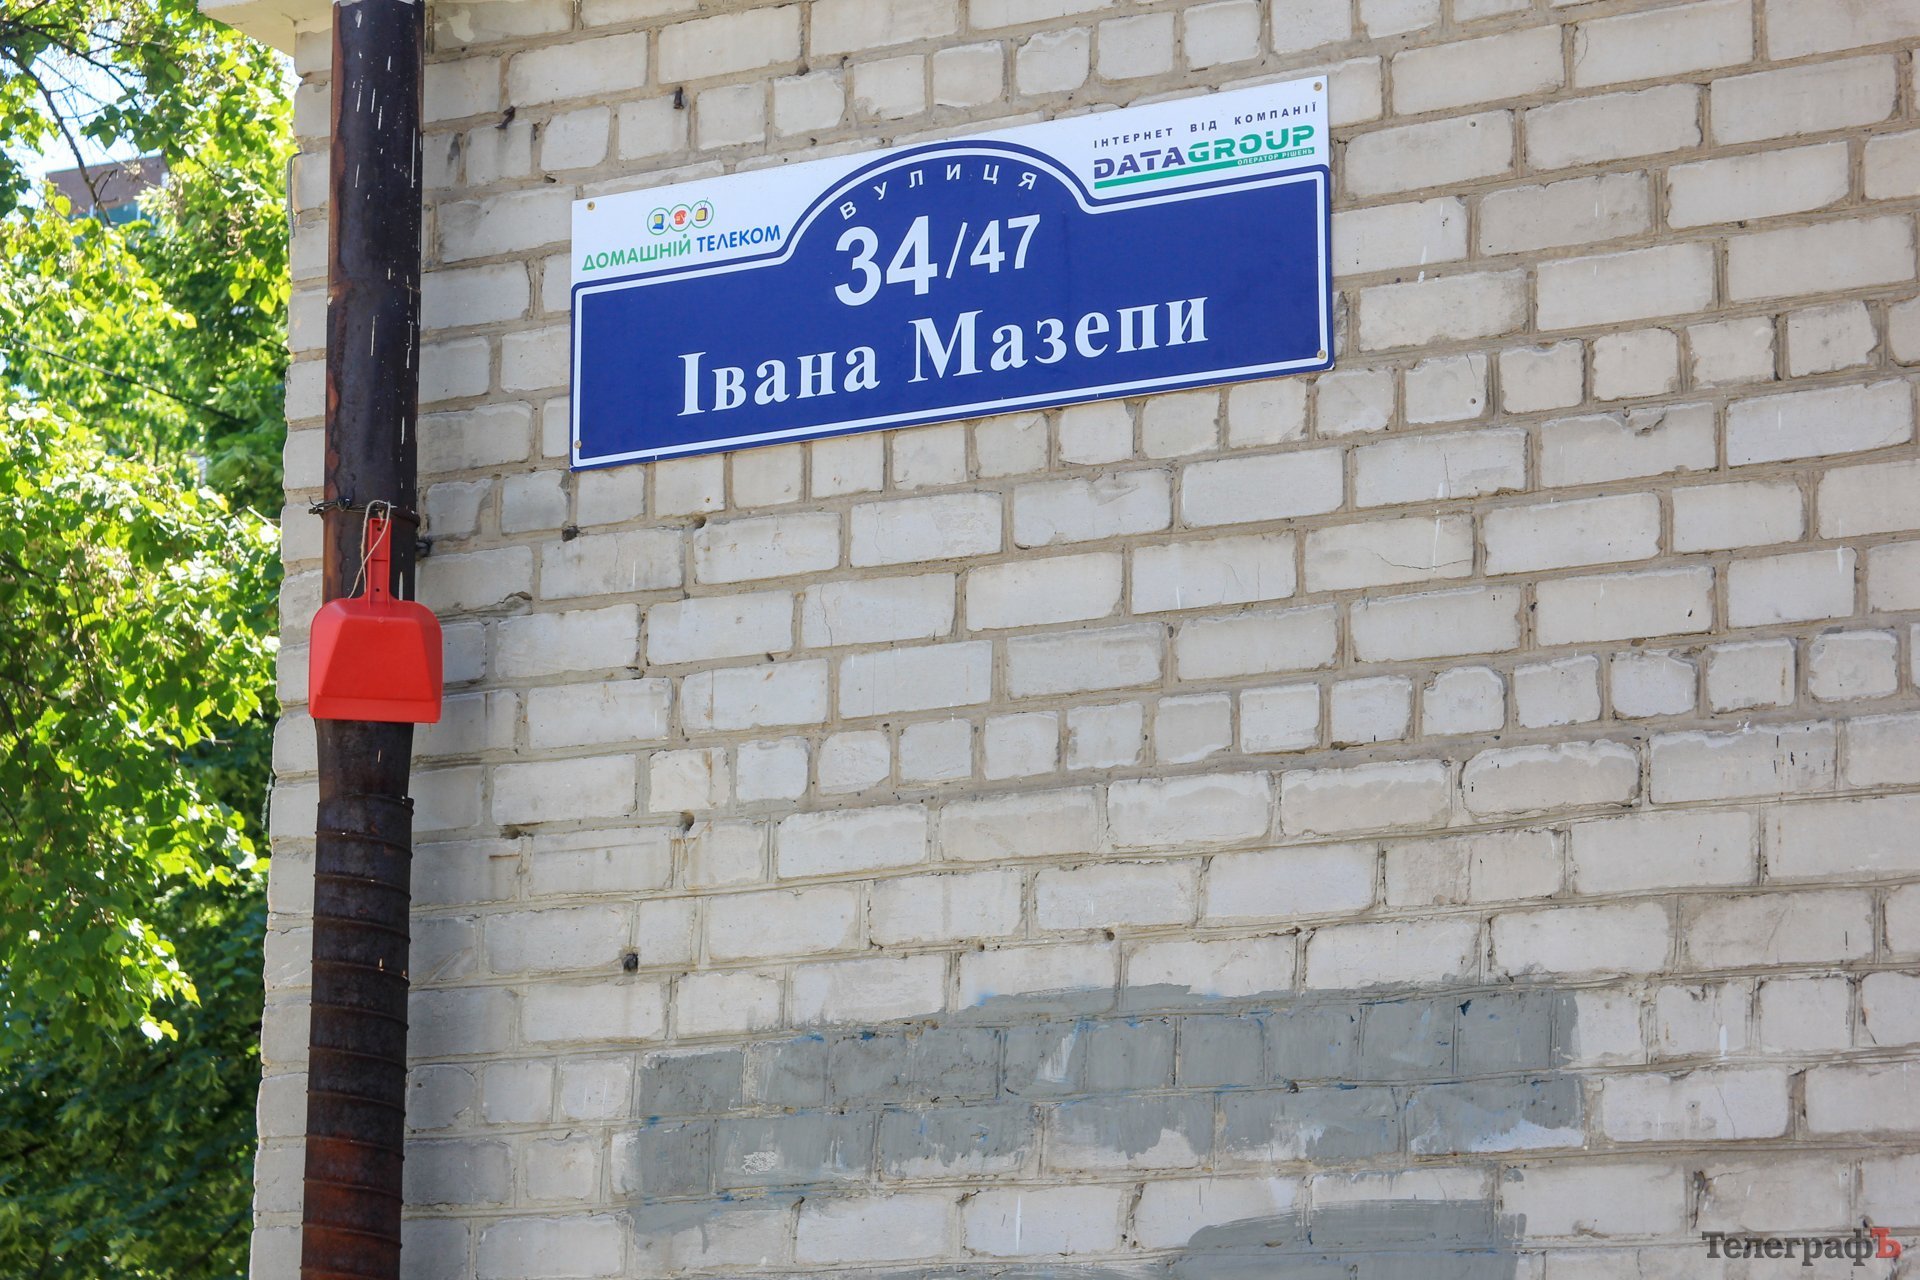 ІНТЕРНЕТ ВІД КОМПАНІЇ
DATAGROUP
ОПЕРАТОР РІШЕНЬ
ДОМАШНІЙ ТЕЛЕКОМ
ВУЛИЦЯ
34/47
Івана Мазепи
ТелеграфЪ